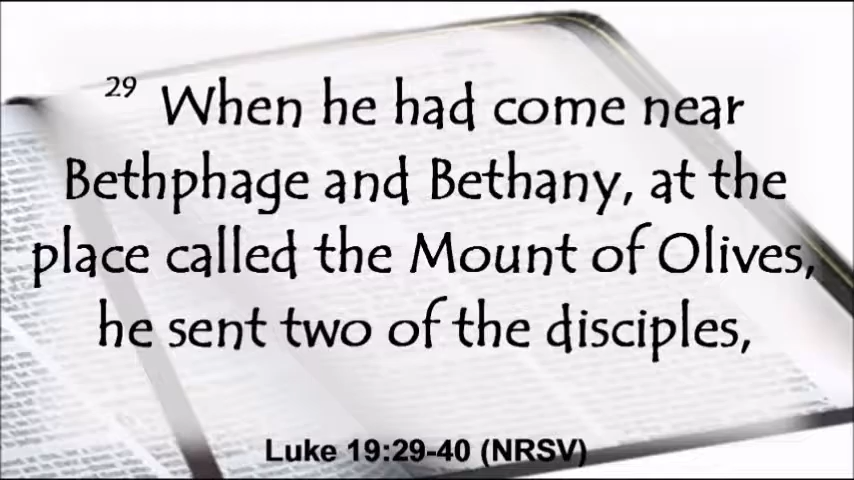 29 When he had come near
Bethphage and Bethany, at the
place called the Mount of Olives,
he sent two of the disciples,
Luke 19:29-40 (NRSV)